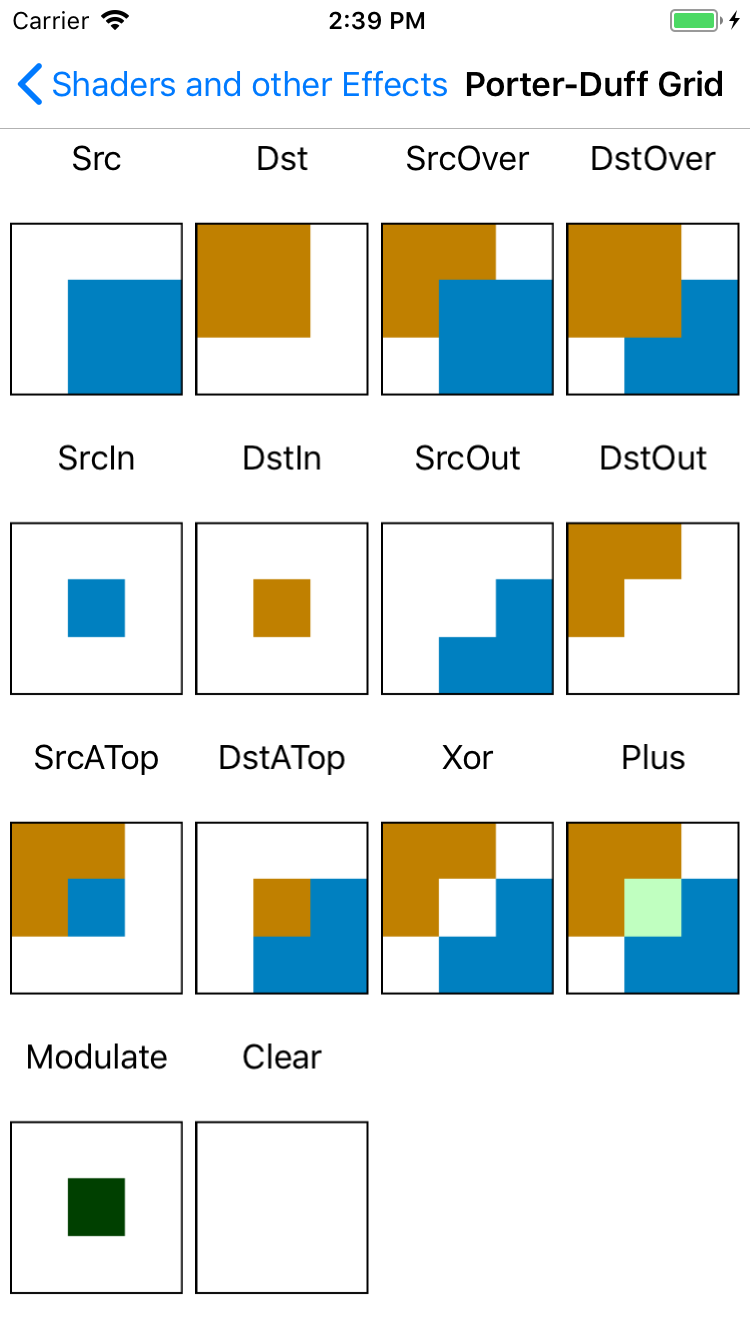 Carrier 2:39 PM
Shaders and other Effects Porter-Duff Grid
Src Dst SrcOver DstOver
SrcIn DstIn SrcOut DstOut
SrcATop DstATop Xor Plus
Modulate Clear